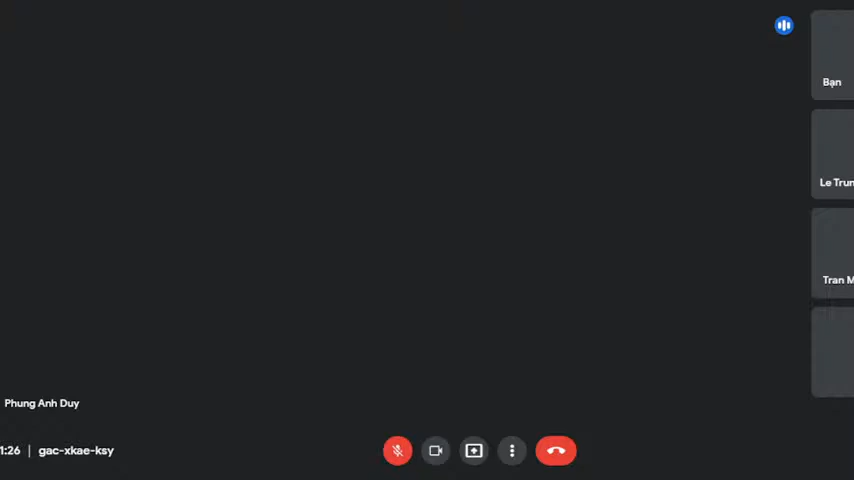 Bạn
Le Trun
Tran M
Phung Anh Duy
1:26 | gac-xkae-ksy